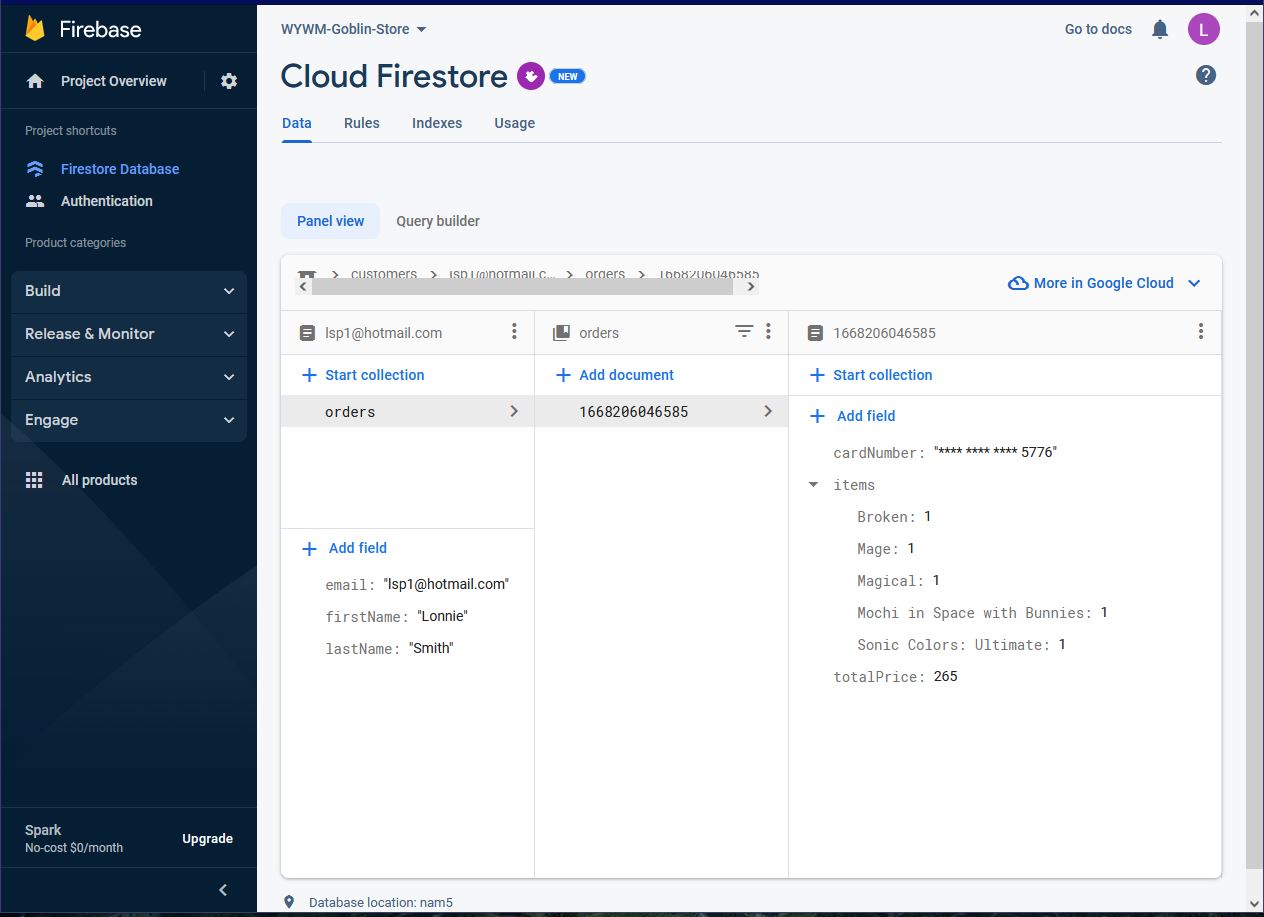 Firebase
Project Overview
Project shortcuts
Firestore Database
Authentication
Product categories
Build
Release & Monitor
Analytics
Engage
All products
Spark
No-cost $0/month
Upgrade
WYWM-Goblin-Store
Go to docs
L
Cloud Firestore
NEW
Data Rules Indexes Usage
Panel view Query builder
customers lsp1@hotmail.c... orders 1668206046585
More in Google Cloud
lsp1@hotmail.com
Start collection
orders
Add field
email: "lsp1@hotmail.com"
firstName: "Lonnie"
lastName: "Smith"
orders
Add document
1668206046585
1668206046585
Start collection
Add field
cardNumber: "**** **** **** 5776"
items
Broken: 1
Mage: 1
Magical: 1
Mochi in Space with Bunnies: 1
Sonic Colors: Ultimate: 1
totalPrice: 265
Database location: nam5